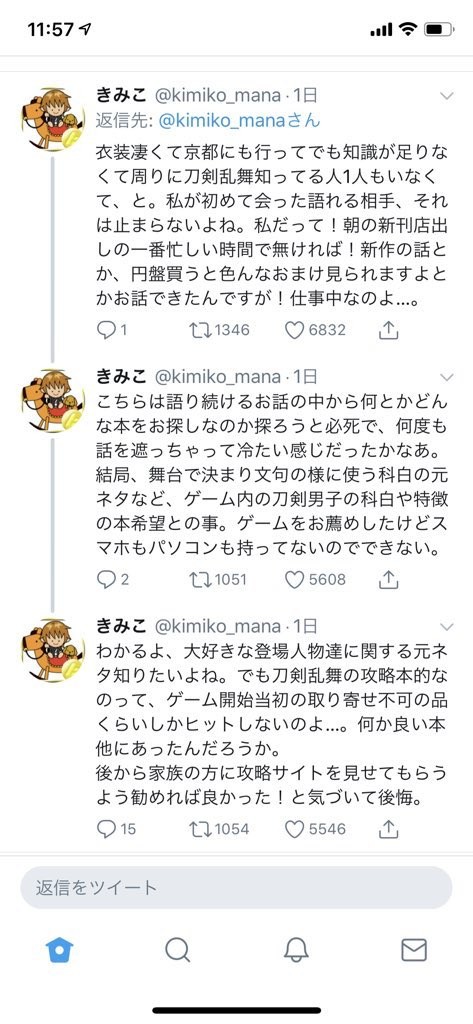 11:57
きみこ @kimiko_mana・1日
返信先: @kimiko_manaさん
衣装凄くて京都にも行ってでも知識が足りなくて周りに刀剣乱舞知ってる人1人もいなくて、と。私が初めて会った語れる相手、それは止まらないよね。私だって！朝の新刊店出しの一番忙しい時間で無ければ！新作の話とか、円盤買うと色んなおまけ見られますよとかお話できたんですが！仕事中なのよ…。
1 1346 6832
きみこ @kimiko_mana・1日
こちらは語り続けるお話の中から何とかどんな本をお探しなのか探ろうと必死で、何度も話を遮っちゃって冷たい感じだったかなあ。
結局、舞台で決まり文句の様に使う科白の元ネタなど、ゲーム内の刀剣男子の科白や特徴の本希望との事。ゲームをお薦めしたけどスマホもパソコンも持ってないのでできない。
2 1051 5608
きみこ @kimiko_mana・1日
わかるよ、大好きな登場人物達に関する元ネタ知りたいよね。でも刀剣乱舞の攻略本的なのって、ゲーム開始当初の取り寄せ不可の品くらいしかヒットしないのよ…。何か良い本他にあったんだろうか。
後から家族の方に攻略サイトを見せてもらうよう勧めれば良かった！と気づいて後悔。
15 1054 5546
返信をツイート